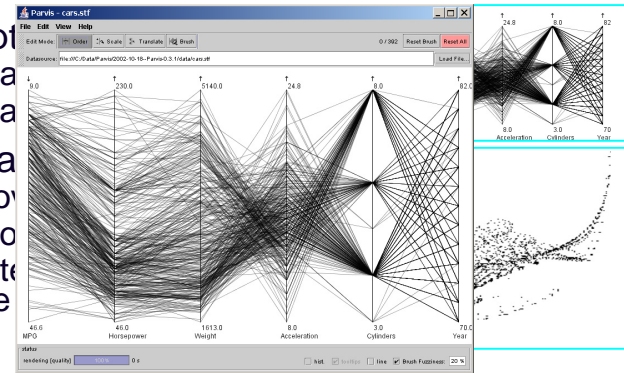 Parvis - cars.stf
File Edit View Help
Edit Mode: Order Scale Translate Brush 0 / 392 Reset Brush Reset All
Datasource: file:///C:/Data/Parvis/2002-10-18--Parvis-0.3.1/data/cars.stf Load File...
9.0 230.0 5140.0 24.8 8.0 82.0
46.6 46.0 1613.0 8.0 3.0 70.0
MPG Horsepower Weight Acceleration Cylinders Year
status
rendering [quality] 100 % 0 s hist. tooltips line Brush Fuzziness: 20 %
24.8 8.0 82
8.0 3.0 70
Acceleration Cylinders Year